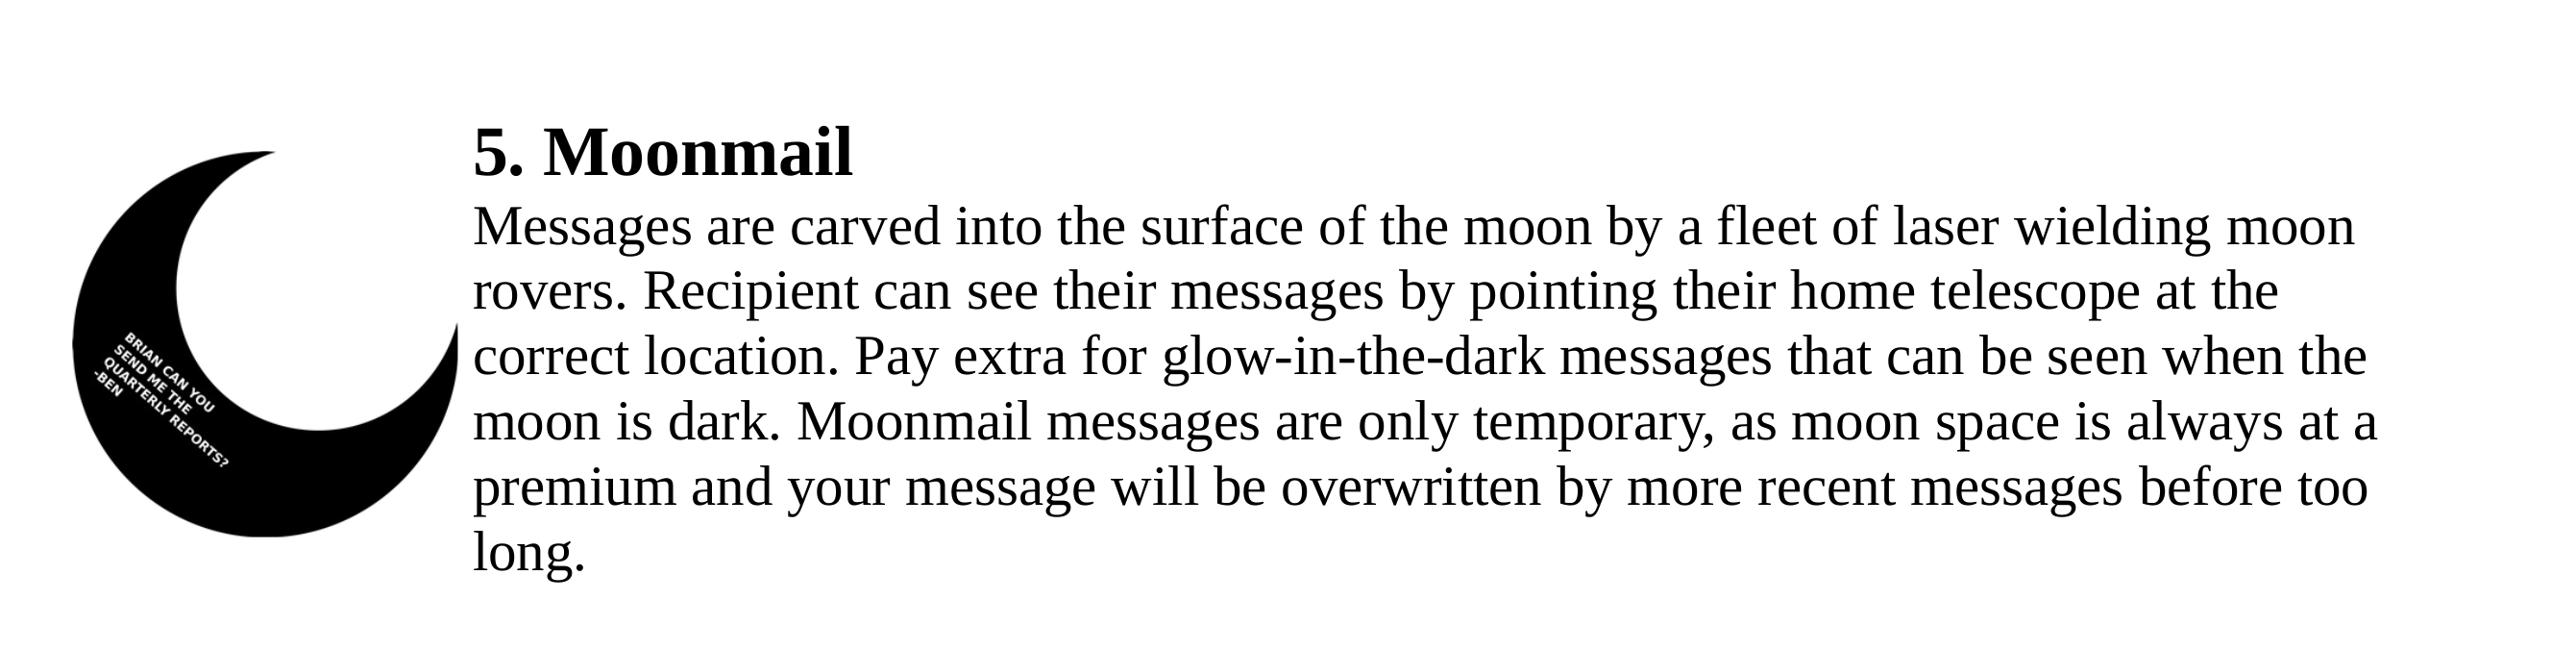 5. Moonmail
Messages are carved into the surface of the moon by a fleet of laser wielding moon
rovers. Recipient can see their messages by pointing their home telescope at the
correct location. Pay extra for glow-in-the-dark messages that can be seen when the
moon is dark. Moonmail messages are only temporary, as moon space is always at a
premium and your message will be overwritten by more recent messages before too
long.
BRIAN CAN YOU
SEND ME THE
QUARTERLY REPORTS?
-BEN